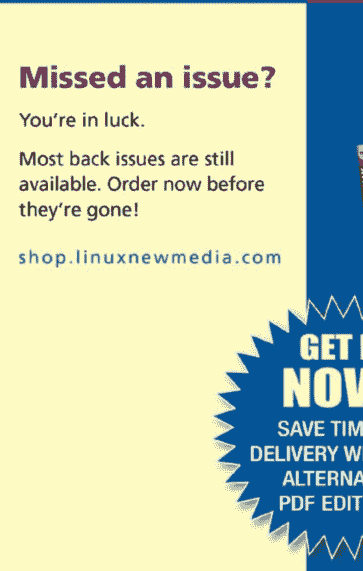 Missed an issue?
You're in luck.
Most back issues are still
available. Order now before
they're gone!
shop.linuxnewmedia.com
GET
NOW
SAVE
DELIVERY
PDF